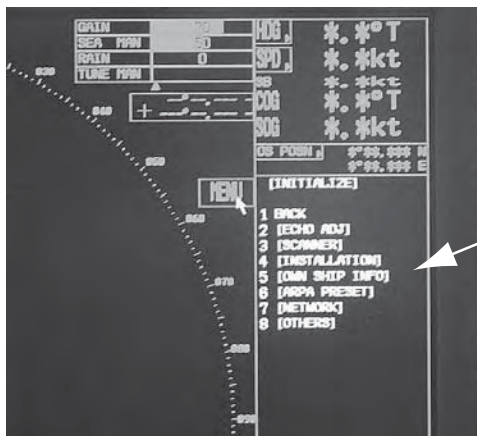 GAIN 70
SEA MAN 50
RAIN 0
TUNE MAN
HDG *.*°T
SPD *.*kt
SB *.*kt
COG *.*°T
SOG *.*kt
OS POSN
*°**.*** N
*°**.*** E
+ --:--.---
MENU
[INITIALIZE]
1 BACK
2 [ECHO ADJ]
3 [SCANNER]
4 [INSTALLATION]
5 [OWN SHIP INFO]
6 [ARPA PRESET]
7 [NETWORK]
8 [OTHERS]
030
040
050
060
070
080
090